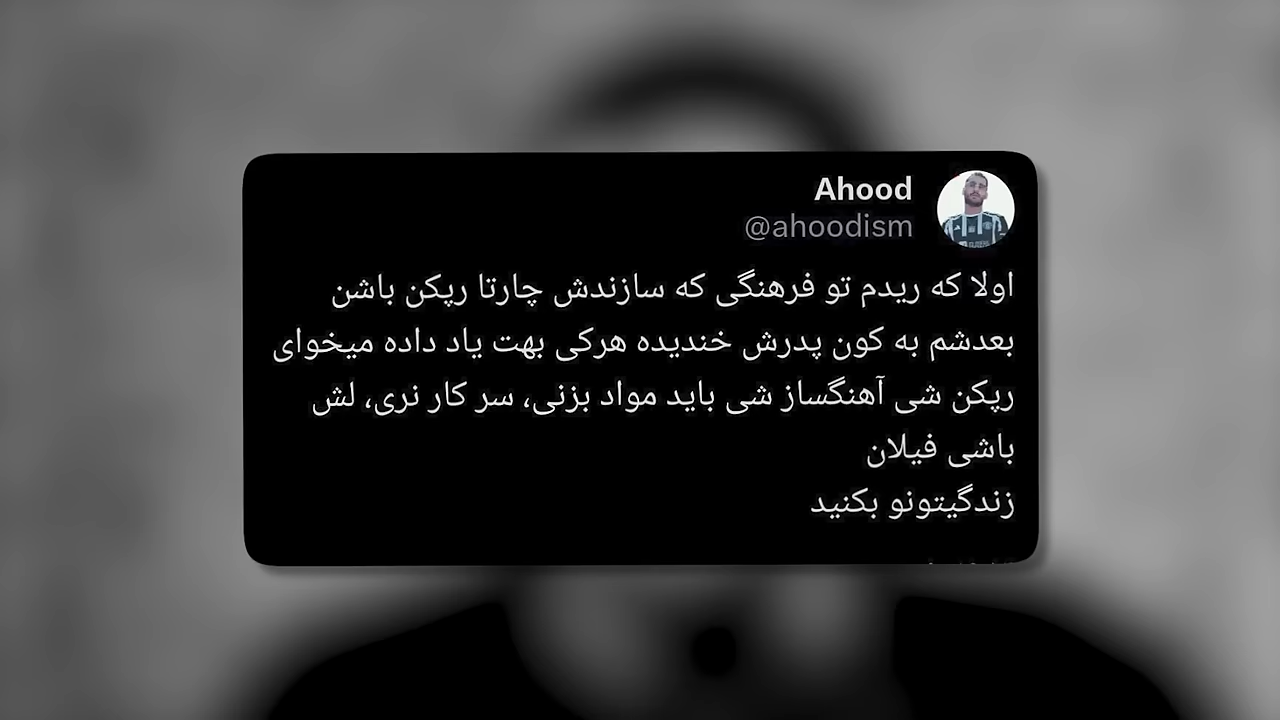 Ahood
@ahoodism
اولا که ریدم تو فرهنگی که سازندش چارتا رپکن باشن
بعدشم به کون پدرش خندیده هرکی بهت یاد داده میخوای
رپکن شی آهنگساز شی باید مواد بزنی، سر کار نری، لش
باشی فیلان
زندگیتونو بکنید